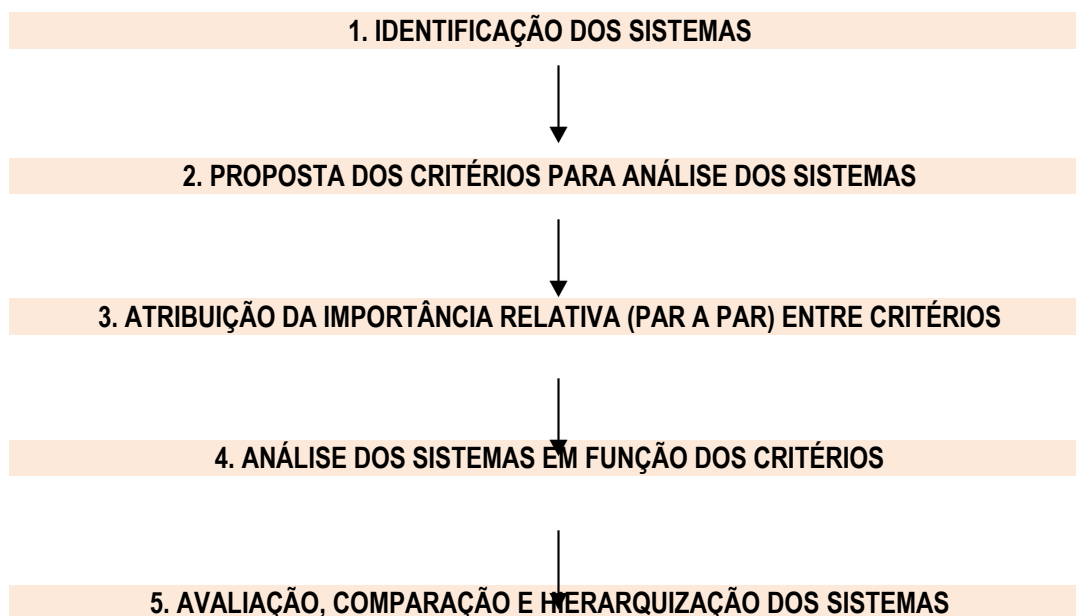 1. IDENTIFICAÇÃO DOS SISTEMAS
2. PROPOSTA DOS CRITÉRIOS PARA ANÁLISE DOS SISTEMAS
3. ATRIBUIÇÃO DA IMPORTÂNCIA RELATIVA (PAR A PAR) ENTRE CRITÉRIOS
4. ANÁLISE DOS SISTEMAS EM FUNÇÃO DOS CRITÉRIOS
5. AVALIAÇÃO, COMPARAÇÃO E HIERARQUIZAÇÃO DOS SISTEMAS